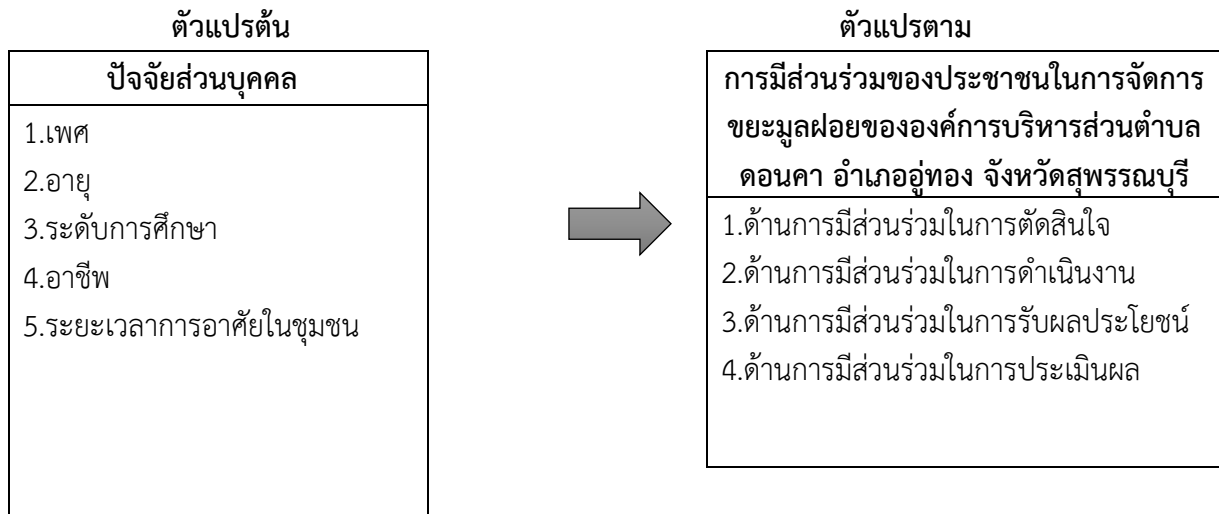 ตัวแปรต้น
ปัจจัยส่วนบุคคล
1.เพศ
2.อายุ
3.ระดับการศึกษา
4.อาชีพ
5.ระยะเวลาการอาศัยในชุมชน
ตัวแปรตาม
การมีส่วนร่วมของประชาชนในการจัดการ
ขยะมูลฝอยขององค์การบริหารส่วนตำบล
ดอนคา อำเภออู่ทอง จังหวัดสุพรรณบุรี
1.ด้านการมีส่วนร่วมในการตัดสินใจ
2.ด้านการมีส่วนร่วมในการดำเนินงาน
3.ด้านการมีส่วนร่วมในการรับผลประโยชน์
4.ด้านการมีส่วนร่วมในการประเมินผล